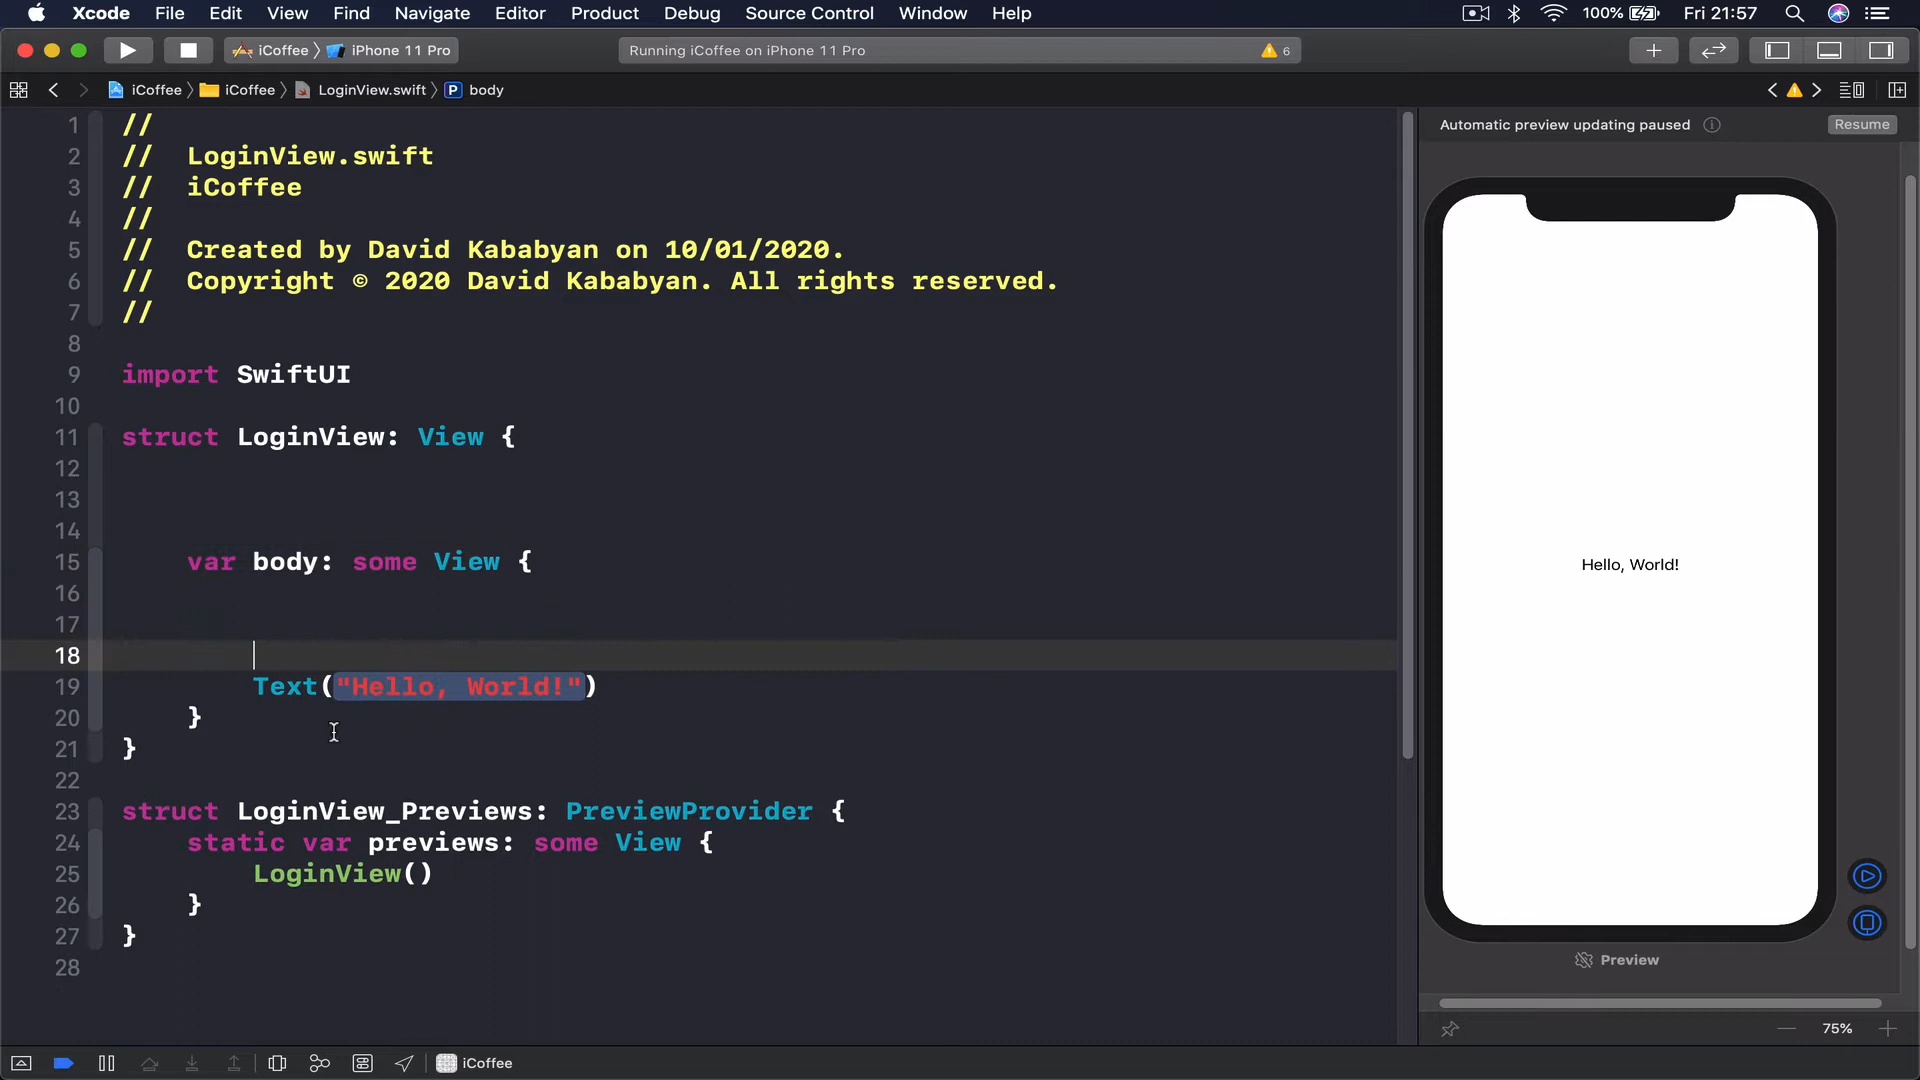 Xcode File Edit View Find Navigate Editor Product Debug Source Control Window Help 100% Fri 21:57
iCoffee iPhone 11 Pro Running iCoffee on iPhone 11 Pro 6
iCoffee iCoffee LoginView.swift P body
Automatic preview updating paused Resume
1 //
2 // LoginView.swift
3 // iCoffee
4 //
5 // Created by David Kababyan on 10/01/2020.
6 // Copyright © 2020 David Kababyan. All rights reserved.
7 //
8
9 import SwiftUI
10
11 struct LoginView: View {
12
13
14
15 var body: some View {
16
17
18
19 Text("Hello, World!")
20 }
21 }
22
23 struct LoginView_Previews: PreviewProvider {
24 static var previews: some View {
25 LoginView()
26 }
27 }
28
Hello, World!
Preview
75%
iCoffee